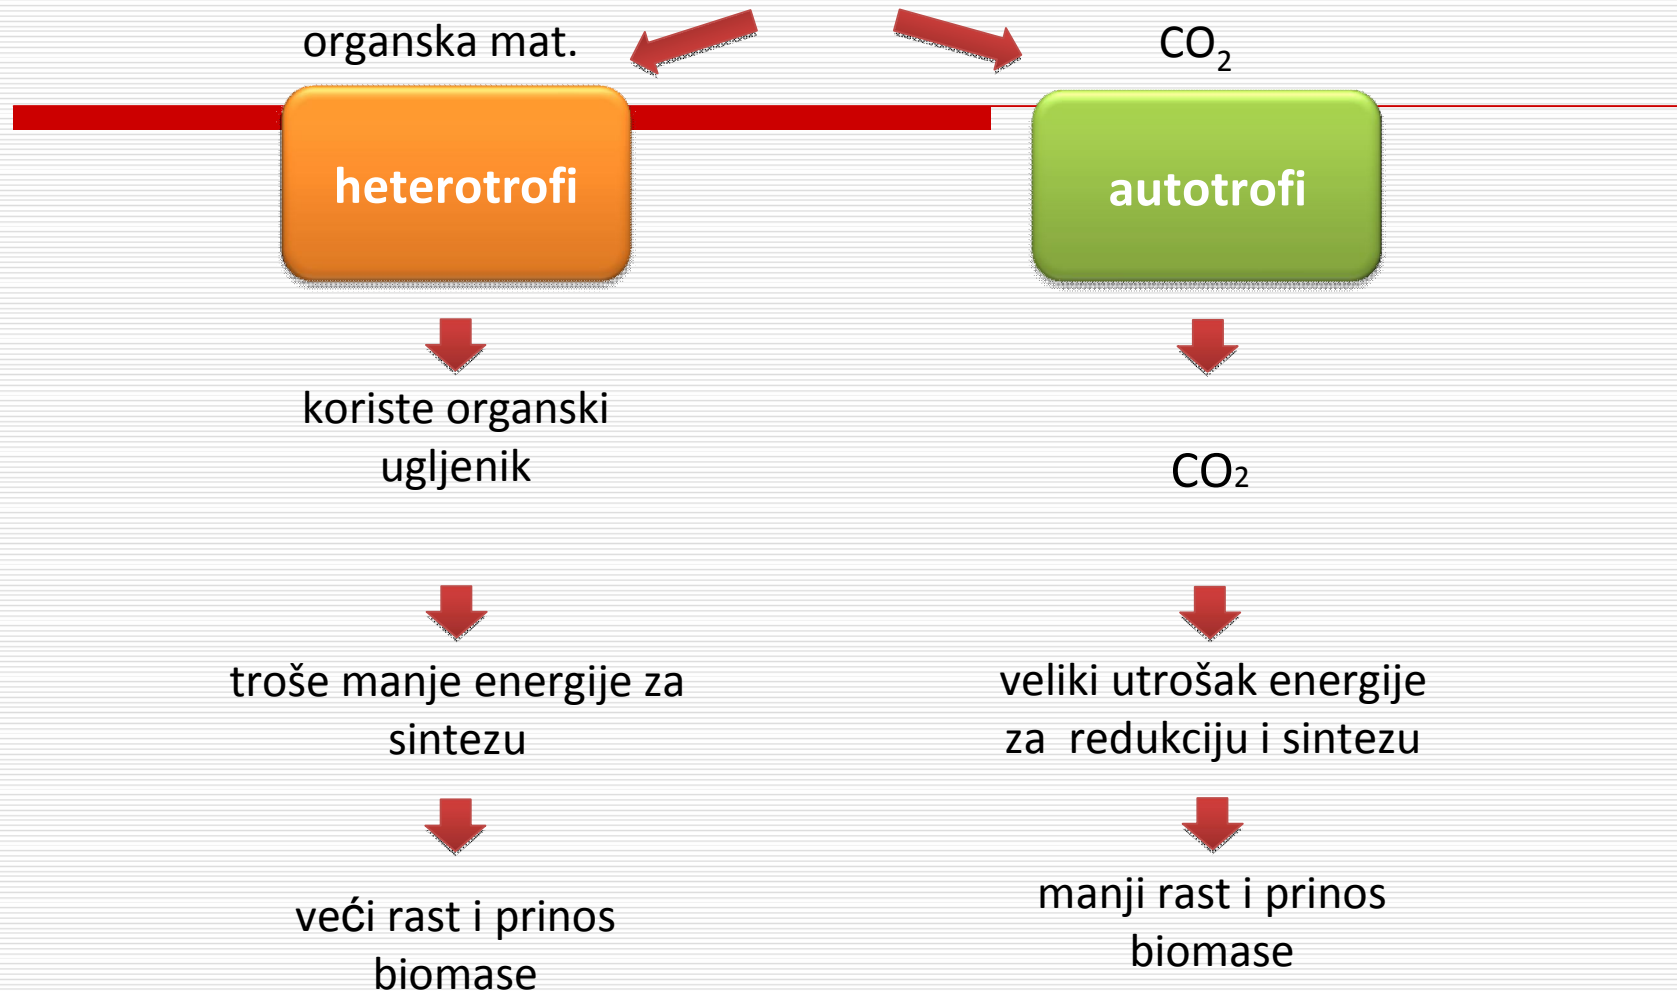 organska mat.
CO₂
heterotrofi
autotrofi
koriste organski
ugljenik
CO₂
troše manje energije za
sintezu
veliki utrošak energije
za redukciju i sintezu
veći rast i prinos
biomase
manji rast i prinos
biomase